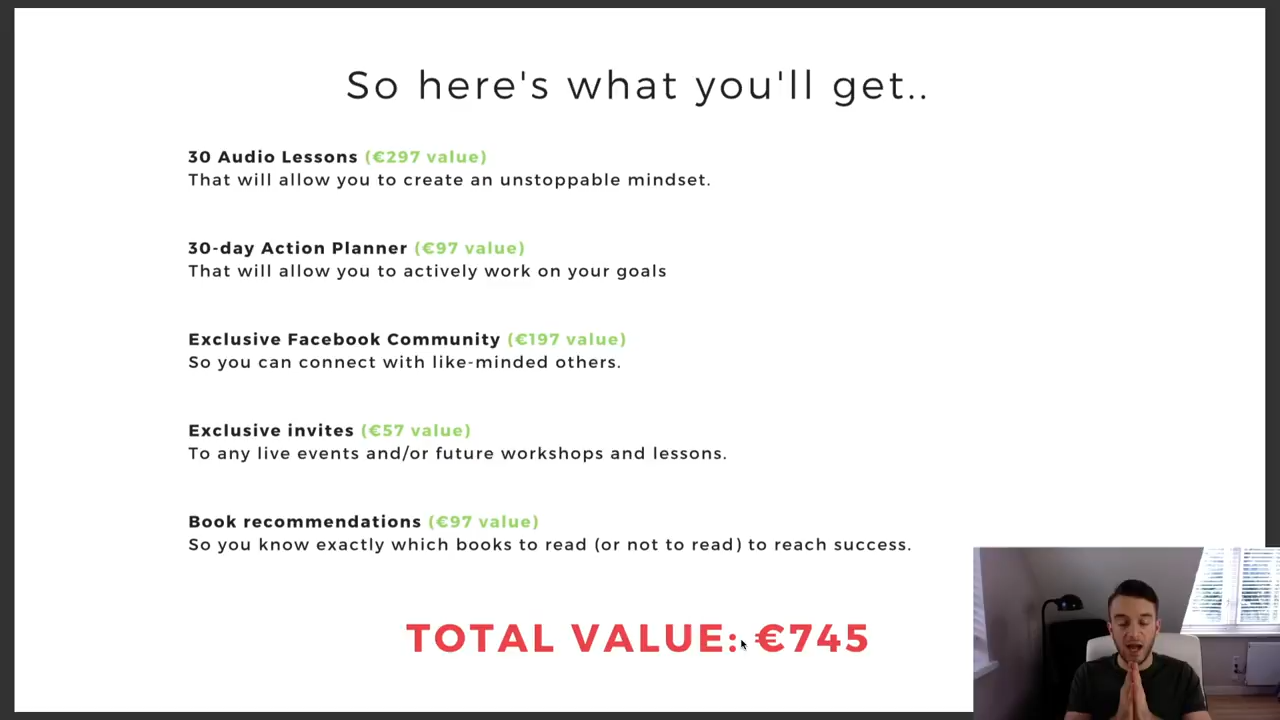 So here's what you'll get..
30 Audio Lessons (€297 value)
That will allow you to create an unstoppable mindset.
30-day Action Planner (€97 value)
That will allow you to actively work on your goals
Exclusive Facebook Community (€197 value)
So you can connect with like-minded others.
Exclusive invites (€57 value)
To any live events and/or future workshops and lessons.
Book recommendations (€97 value)
So you know exactly which books to read (or not to read) to reach success.
TOTAL VALUE: €745